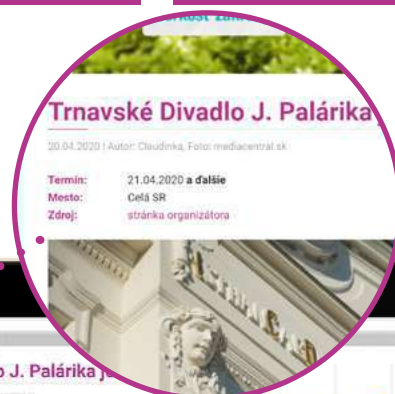 Trnavské Divadlo J. Palárika
20.04.2020 | Autor: Claudinka, Foto: mediacentral.sk
Termín: 21.04.2020 a ďalšie
Mesto: Celá SR
Zdroj: stránka organizátora
J. Palárika